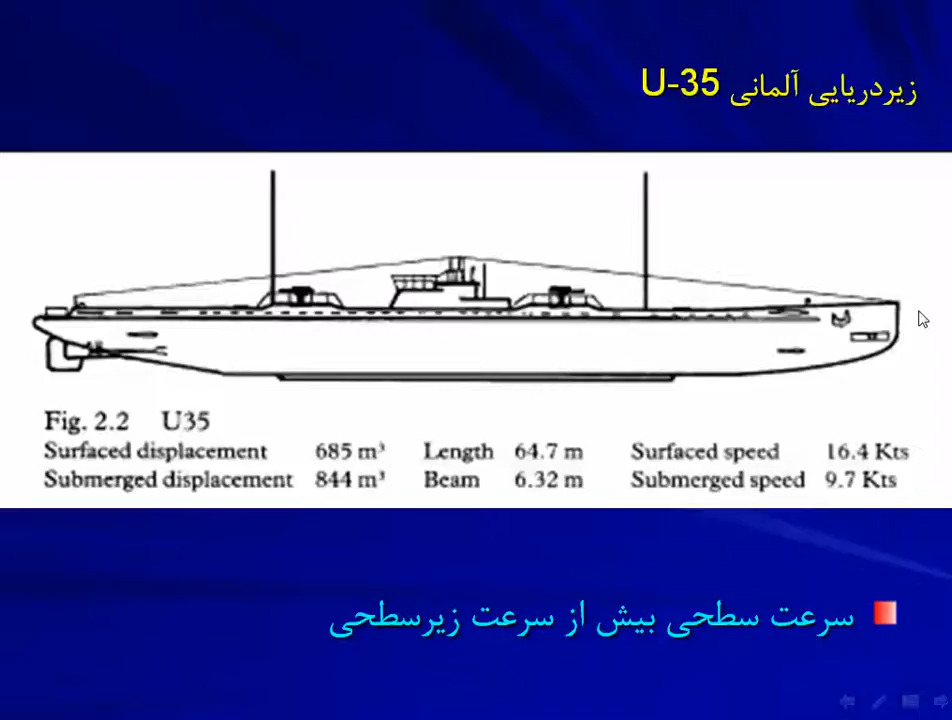 زیردریایی آلمانی U-35
Fig. 2.2 U35
Surfaced displacement 685 m³ Length 64.7 m Surfaced speed 16.4 Kts
Submerged displacement 844 m³ Beam 6.32 m Submerged speed 9.7 Kts
سرعت سطحی بیش از سرعت زیرسطحی